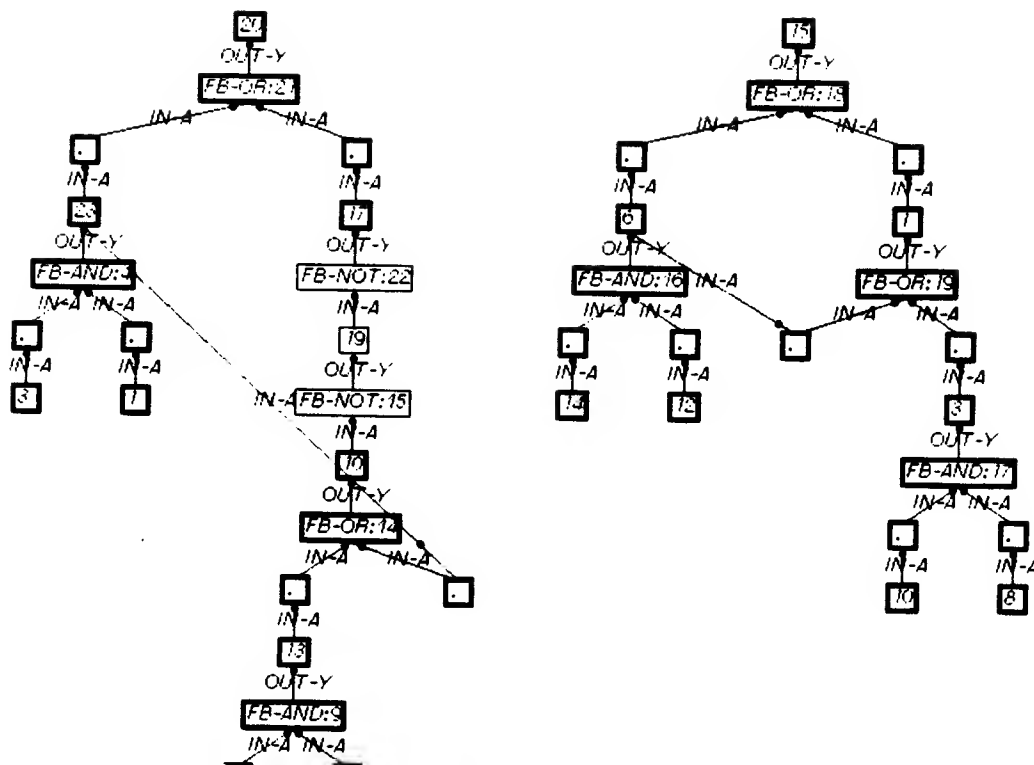 20 15
OUT-Y OUT-Y
FB-OR:21 FB-OR:18
IN-A IN-A IN-A IN-A
. . . .
IN-A IN-A IN-A IN-A
23 17 6 1
OUT-Y OUT-Y OUT-Y OUT-Y
FB-AND: FB-NOT:22 FB-AND:16 IN-A FB-OR:19
IN-A IN-A IN-A IN-A IN-A IN-A IN-A
. . 19 . . . .
IN-A IN-A OUT-Y IN-A IN-A IN-A
3 1 IN-A FB-NOT:15 14 12 3
IN-A OUT-Y
10 FB-AND:17
OUT-Y IN-A IN-A
FB-OR:14 . .
IN-A IN-A IN-A IN-A
. . 10 8
IN-A
13
OUT-Y
FB-AND:9
IN-A IN-A